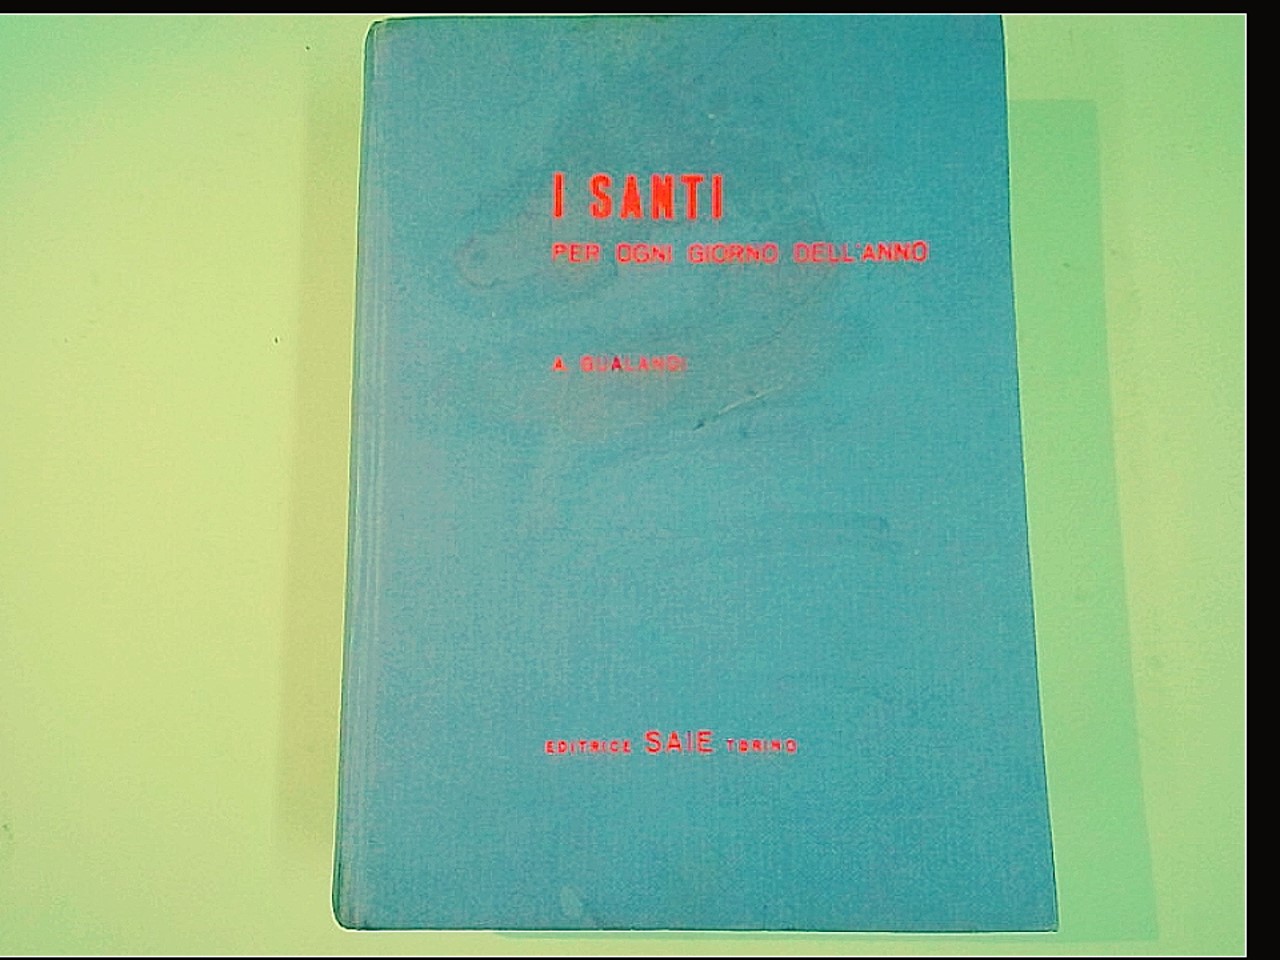 I SANTI
PER OGNI GIORNO DELL'ANNO
A GUALANDI
EDITRICE SAIE TORINO